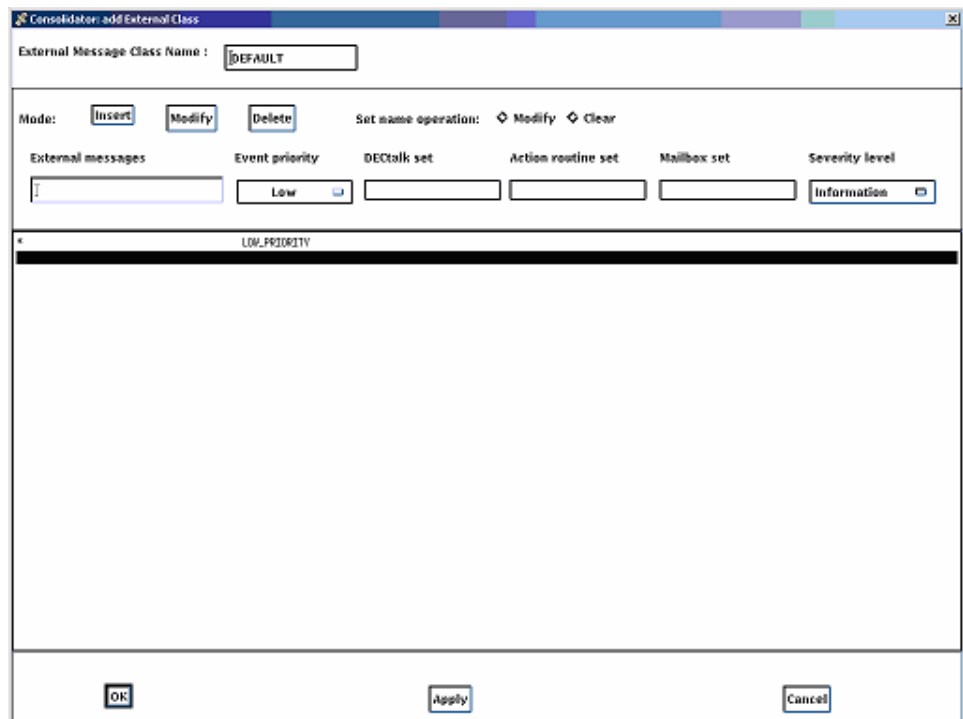 Consolidator: add External Class
External Message Class Name : DEFAULT
Mode: Insert Modify Delete Set name operation: Modify Clear
External messages Event priority DECtalk set Action routine set Mailbox set Severity level
Low Information
* LOW_PRIORITY
OK Apply Cancel